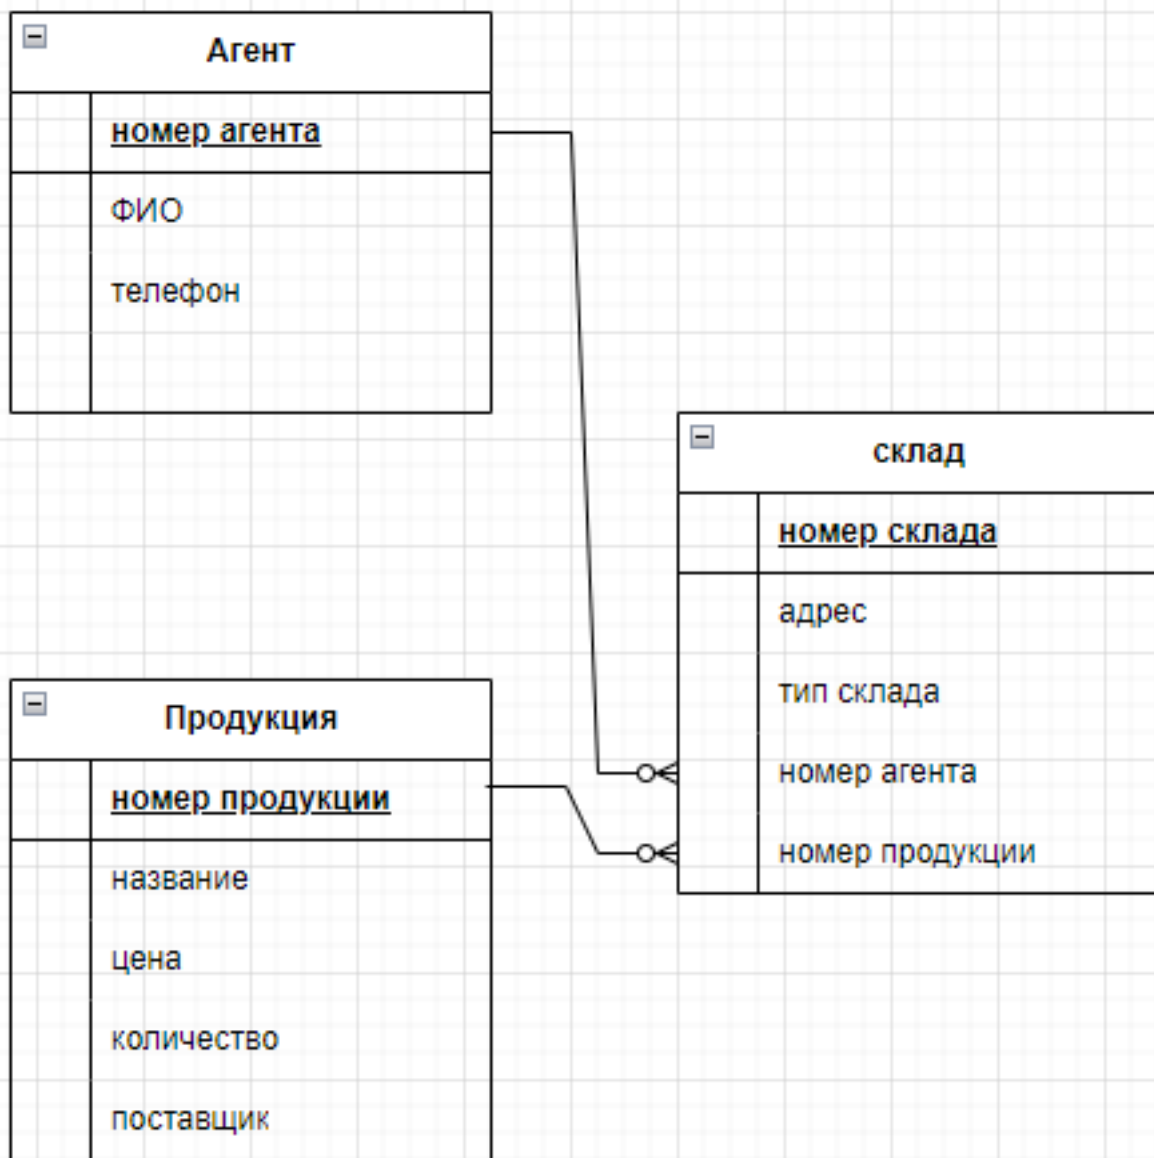 Агент
номер агента
ФИО
телефон
склад
номер склада
адрес
тип склада
номер агента
номер продукции
Продукция
номер продукции
название
цена
количество
поставщик